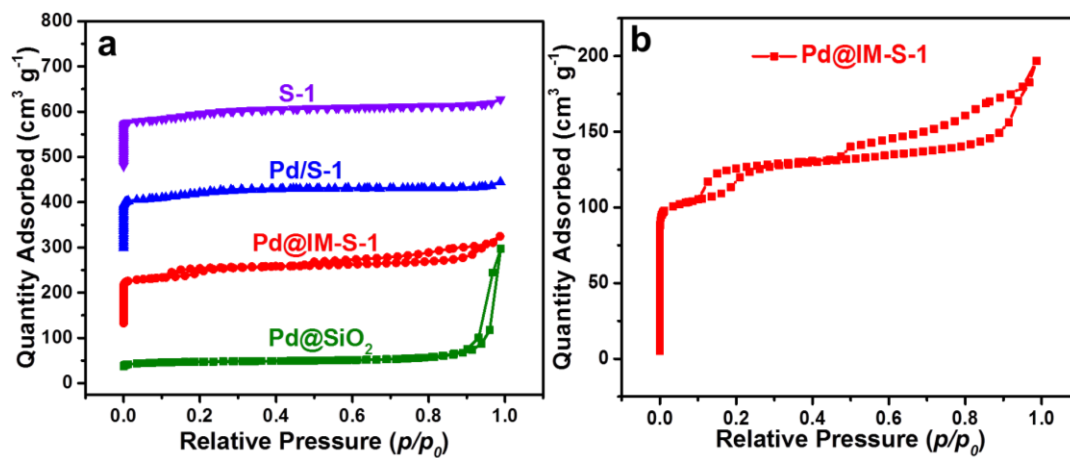 a
800
700
600
500
400
300
200
100
0
Quantity Adsorbed (cm³ g⁻¹)
S-1
Pd/S-1
Pd@IM-S-1
Pd@SiO₂
0.0 0.2 0.4 0.6 0.8 1.0
Relative Pressure (p/p₀)
b
Pd@IM-S-1
200
150
100
50
0
Quantity Adsorbed (cm³ g⁻¹)
0.0 0.2 0.4 0.6 0.8 1.0
Relative Pressure (p/p₀)